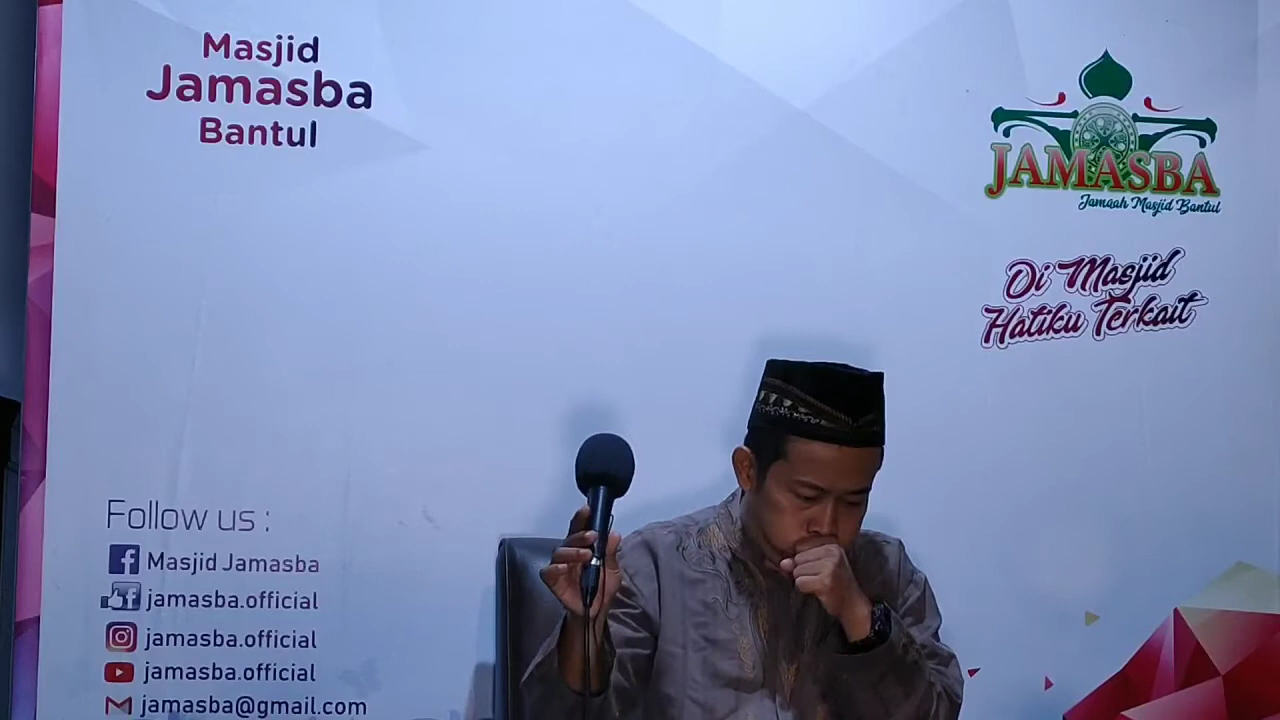 Masjid
Jamasba
Bantul
JAMASBA
Jamaah Masjid Bantul
Di Masjid
Hatiku Terkait
Follow us :
Masjid Jamasba
jamasba.official
jamasba.official
jamasba.official
jamasba@gmail.com